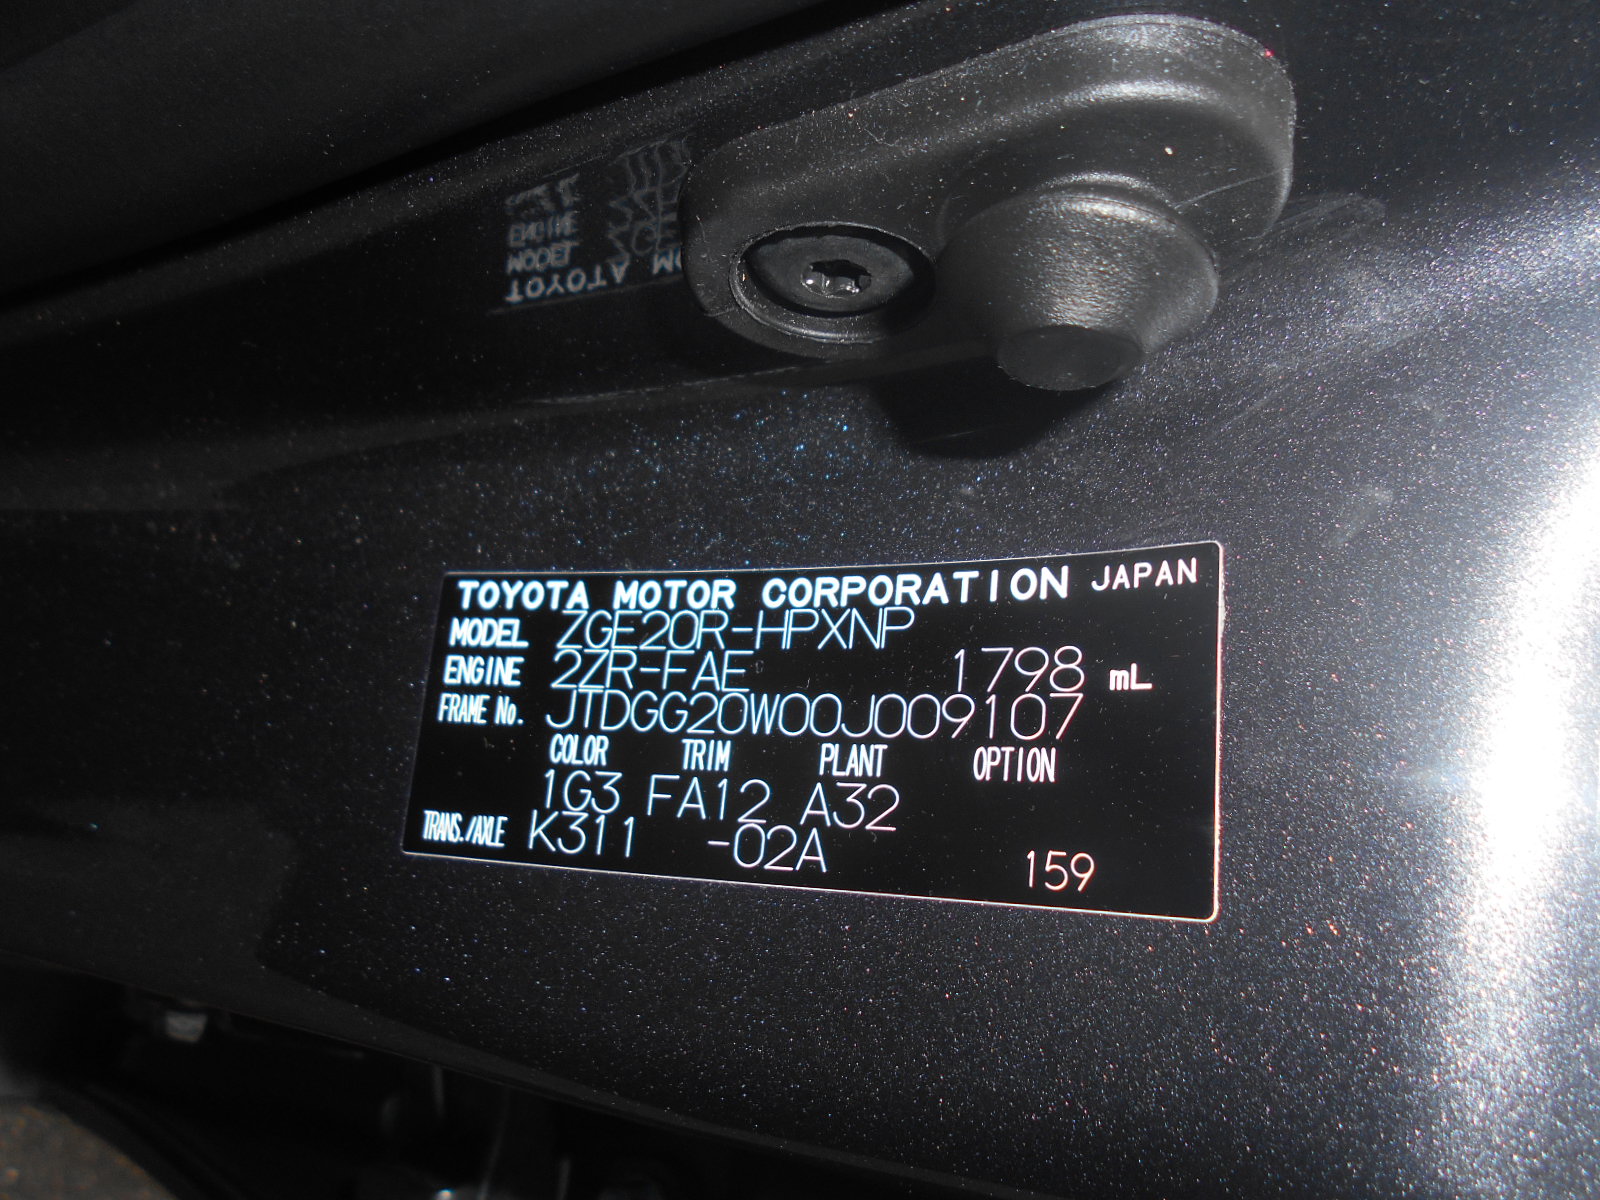 TOYOTA MOTOR CORPORATION JAPAN
MODEL ZGE20R-HPXNP
ENGINE 2ZR-FAE 1798 mL
FRAME No. JTDGG20W00J009107
COLOR TRIM PLANT OPTION
1G3 FA12 A32
TRANS./AXLE K311 -02A 159